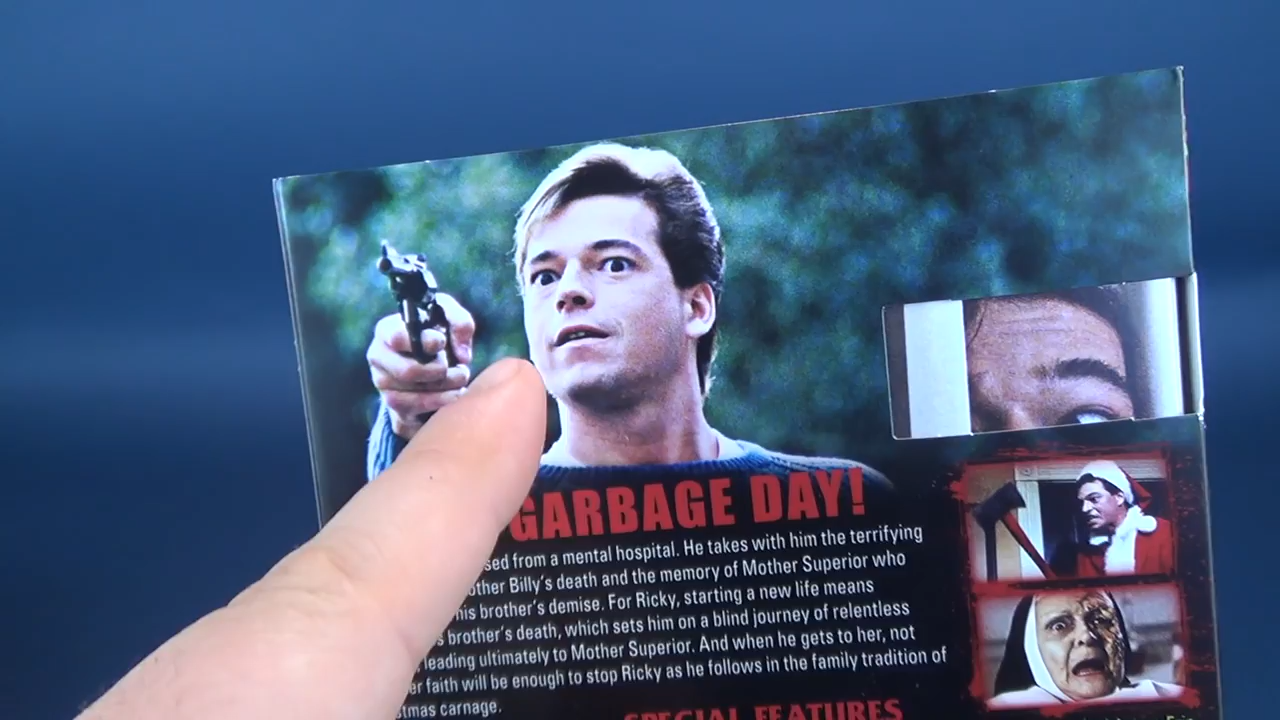 GARBAGE DAY!
sed from a mental hospital. He takes with him the terrifying
other Billy's death and the memory of Mother Superior who
his brother's demise. For Ricky, starting a new life means
s brother's death, which sets him on a blind journey of relentless
, leading ultimately to Mother Superior. And when he gets to her, not
er faith will be enough to stop Ricky as he follows in the family tradition of
stmas carnage.
SPECIAL FEATURES